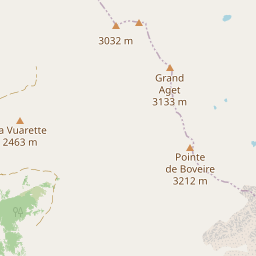 3032 m
Grand
Aget
3133 m
a Vuarette
2463 m
Pointe
de Boveire
3212 m